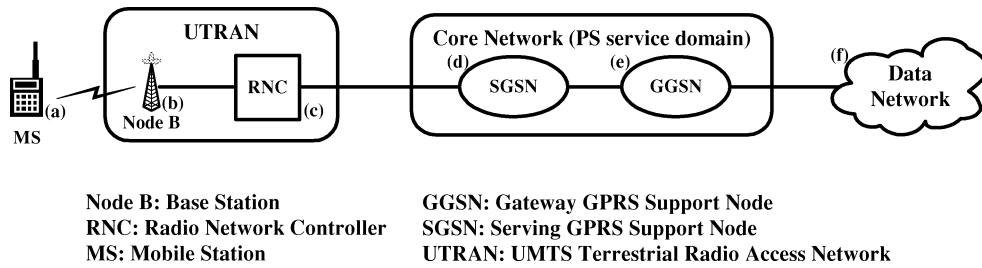 UTRAN
Core Network (PS service domain)
(a)
MS
(b)
Node B
RNC
(c)
(d)
SGSN
(e)
GGSN
(f)
Data
Network
Node B: Base Station
RNC: Radio Network Controller
MS: Mobile Station
GGSN: Gateway GPRS Support Node
SGSN: Serving GPRS Support Node
UTRAN: UMTS Terrestrial Radio Access Network